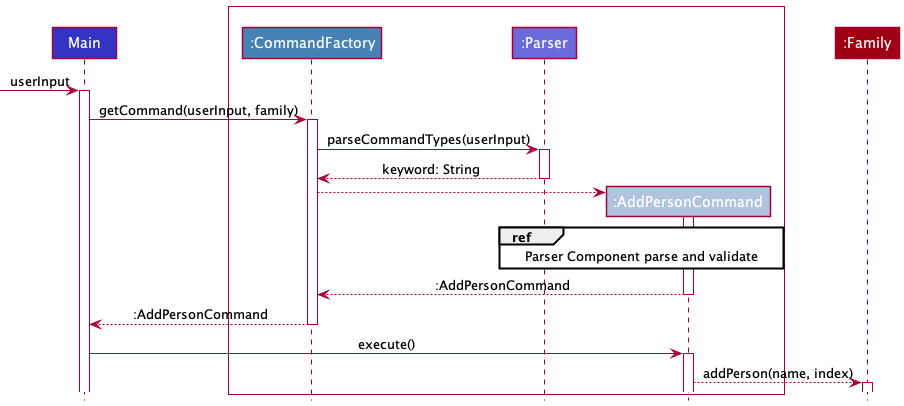 Main
:CommandFactory
:Parser
:Family
userInput
getCommand(userInput, family)
parseCommandTypes(userInput)
keyword: String
:AddPersonCommand
ref
Parser Component parse and validate
:AddPersonCommand
:AddPersonCommand
execute()
addPerson(name, index)